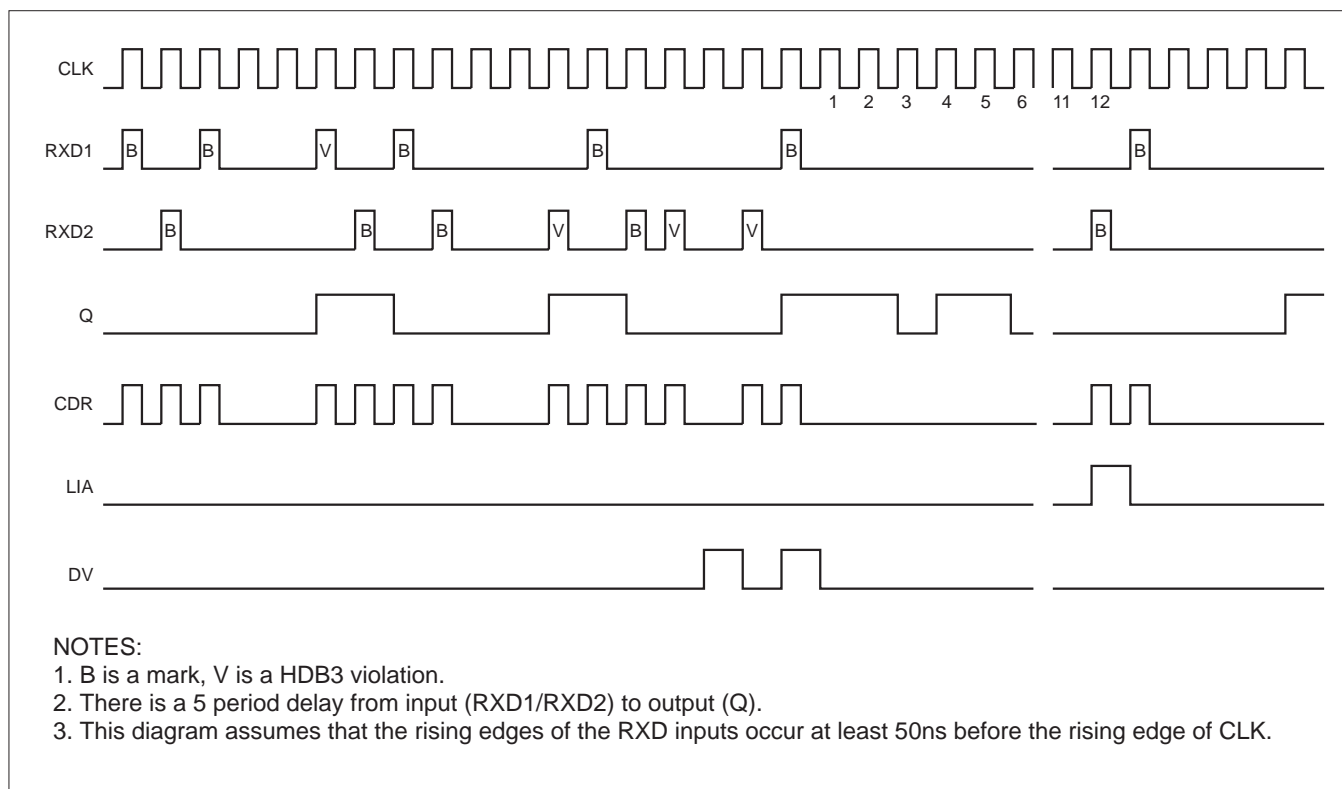 CLK
1 2 3 4 5 6 11 12
RXD1
B B V B B B B
RXD2
B B B V B V V B
Q
CDR
LIA
DV
NOTES:
1. B is a mark, V is a HDB3 violation.
2. There is a 5 period delay from input (RXD1/RXD2) to output (Q).
3. This diagram assumes that the rising edges of the RXD inputs occur at least 50ns before the rising edge of CLK.